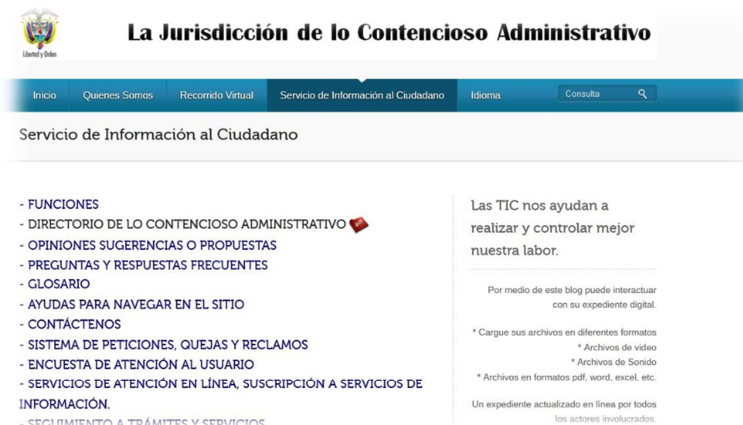 Libertad y Orden
La Jurisdicción de lo Contencioso Administrativo
Inicio
Quienes Somos
Recorrido Virtual
Servicio de Información al Ciudadano
Idioma
Consulta
Servicio de Información al Ciudadano
- FUNCIONES
- DIRECTORIO DE LO CONTENCIOSO ADMINISTRATIVO
- OPINIONES SUGERENCIAS O PROPUESTAS
- PREGUNTAS Y RESPUESTAS FRECUENTES
- GLOSARIO
- AYUDAS PARA NAVEGAR EN EL SITIO
- CONTÁCTENOS
- SISTEMA DE PETICIONES, QUEJAS Y RECLAMOS
- ENCUESTA DE ATENCIÓN AL USUARIO
- SERVICIOS DE ATENCIÓN EN LÍNEA, SUSCRIPCIÓN A SERVICIOS DE
INFORMACIÓN.
- SEGUIMIENTO A TRÁMITES Y SERVICIOS
Las TIC nos ayudan a
realizar y controlar mejor
nuestra labor.
Por medio de este blog puede interactuar
con su expediente digital.
* Cargue sus archivos en diferentes formatos
* Archivos de video
* Archivos de Sonido
* Archivos en formatos pdf, word, excel, etc.
Un expediente actualizado en línea por todos
los actores involucrados.